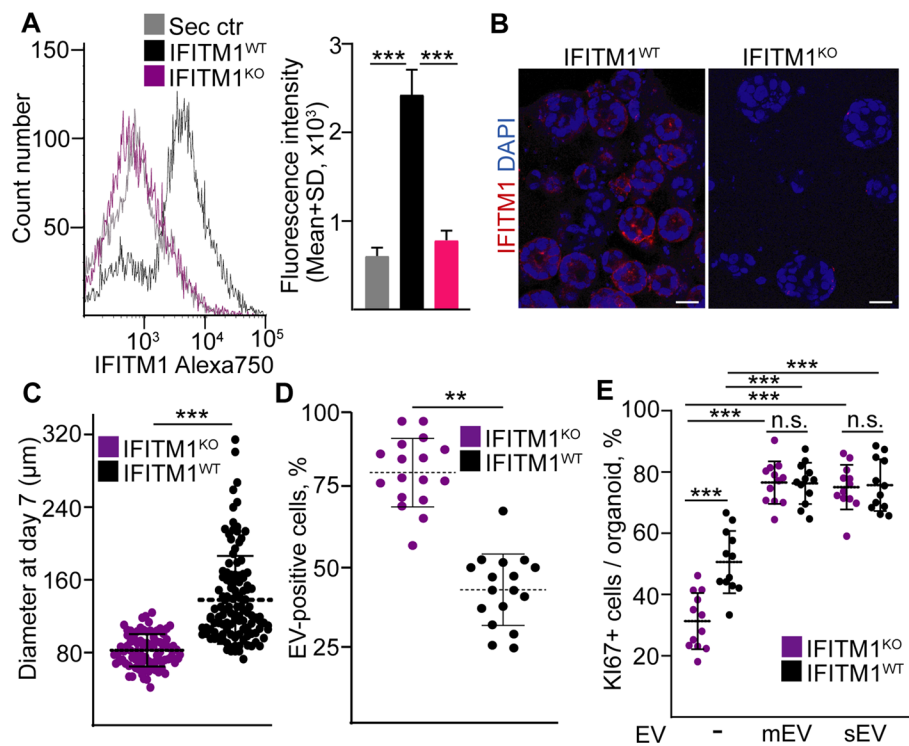 A
Sec ctr
IFITM1WT
IFITM1KO
150
100
50
Count number
10³ 10⁴ 10⁵
IFITM1 Alexa750
Fluorescence intensity
(Mean+SD, x10³)
3
2
1
0
*** ***
B
IFITM1WT IFITM1KO
IFITM1 DAPI
C
***
IFITM1KO
IFITM1WT
320
240
160
80
Diameter at day 7 (µm)
D
**
IFITM1KO
IFITM1WT
100
75
50
25
EV-positive cells, %
E
***
***
***
***
n.s. n.s.
***
100
80
60
40
20
KI67+ cells / organoid, %
IFITM1KO
IFITM1WT
EV - mEV sEV